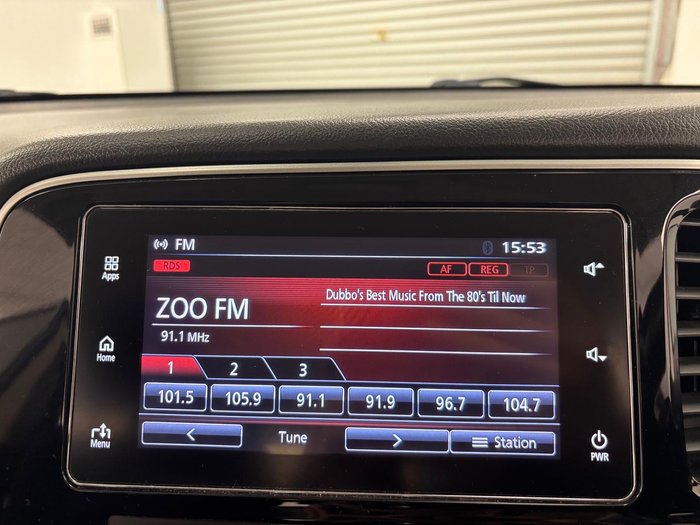 FM 15:53
RDS AF REG TP
Apps
ZOO FM Dubbo's Best Music From The 80's Til Now
91.1 MHz
Home
1 2 3
101.5 105.9 91.1 91.9 96.7 104.7
Menu < Tune > Station PWR